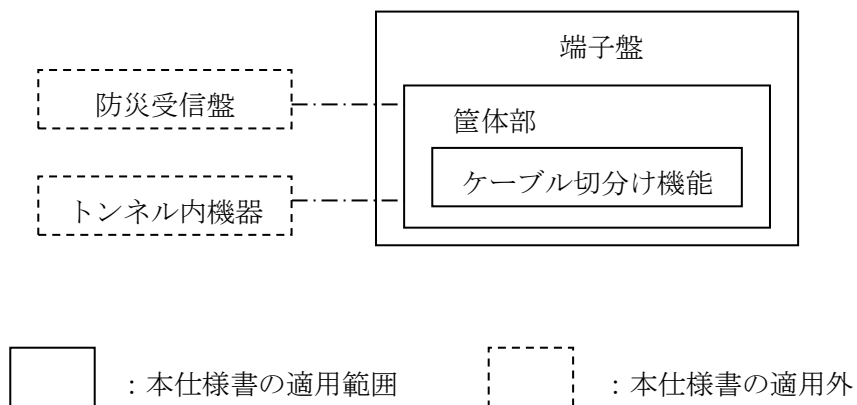 端子盤
防災受信盤
筐体部
ケーブル切分け機能
トンネル内機器
：本仕様書の適用範囲
：本仕様書の適用外